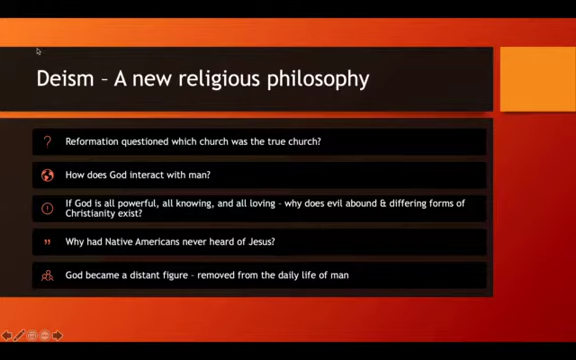 Deism – A new religious philosophy
Reformation questioned which church was the true church?
How does God interact with man?
If God is all powerful, all knowing, and all loving – why does evil abound & differing forms of
Christianity exist?
Why had Native Americans never heard of Jesus?
God became a distant figure – removed from the daily life of man